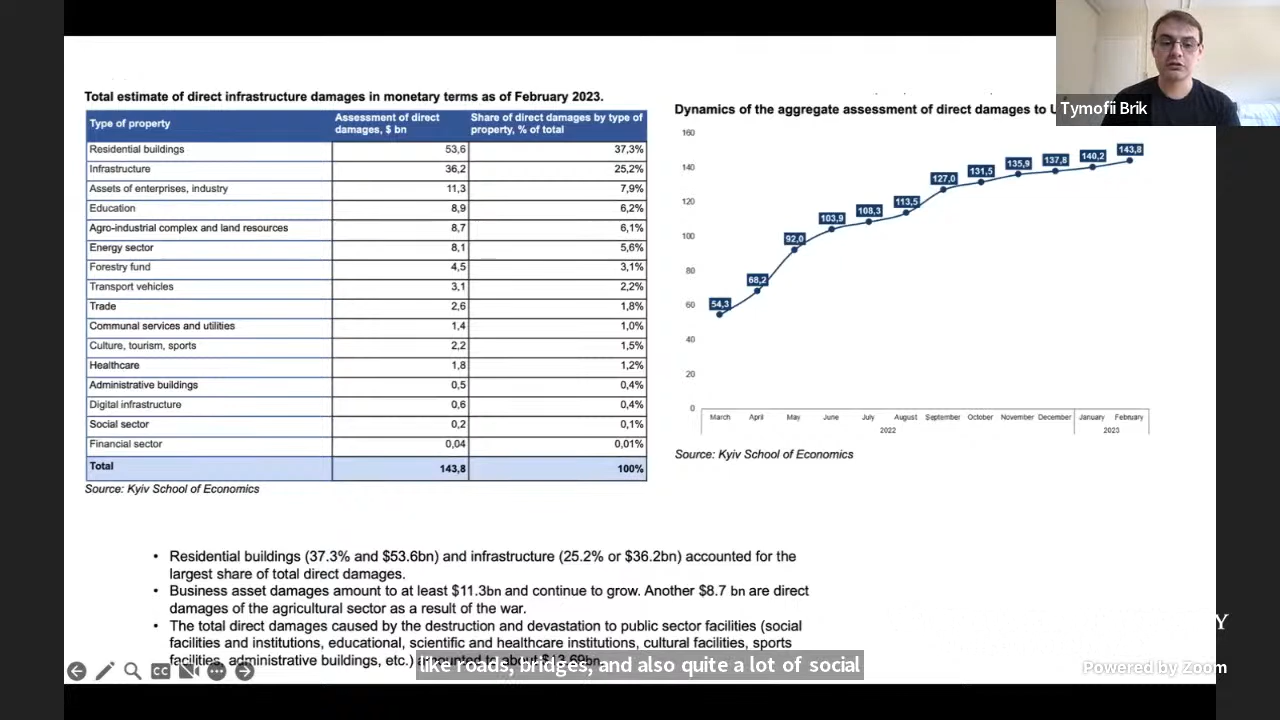 Total estimate of direct infrastructure damages in monetary terms as of February 2023.
Type of property Assessment of direct damages, $ bn Share of direct damages by type of property, % of total
Residential buildings 53,6 37,3%
Infrastructure 36,2 25,2%
Assets of enterprises, industry 11,3 7,9%
Education 8,9 6,2%
Agro-industrial complex and land resources 8,7 6,1%
Energy sector 8,1 5,6%
Forestry fund 4,5 3,1%
Transport vehicles 3,1 2,2%
Trade 2,6 1,8%
Communal services and utilities 1,4 1,0%
Culture, tourism, sports 2,2 1,5%
Healthcare 1,8 1,2%
Administrative buildings 0,5 0,4%
Digital infrastructure 0,6 0,4%
Social sector 0,2 0,1%
Financial sector 0,04 0,01%
Total 143,8 100%
Source: Kyiv School of Economics
Dynamics of the aggregate assessment of direct damages to
Tymofii Brik
160
140
120
100
80
60
40
20
0
54,3
68,2
92,0
103,9
108,3
113,5
127,0
131,5
135,9
137,8
140,2
143,8
March April May June July August September October November December January February
2022 2023
Source: Kyiv School of Economics
• Residential buildings (37.3% and $53.6bn) and infrastructure (25.2% or $36.2bn) accounted for the
largest share of total direct damages.
• Business asset damages amount to at least $11.3bn and continue to grow. Another $8.7 bn are direct
damages of the agricultural sector as a result of the war.
• The total direct damages caused by the destruction and devastation to public sector facilities (social
facilities and institutions, educational, scientific and healthcare institutions, cultural facilities, sports
facilities, administrative buildings, etc.)
like roads, bridges, and also quite a lot of social
CC
Y
Powered by Zoom